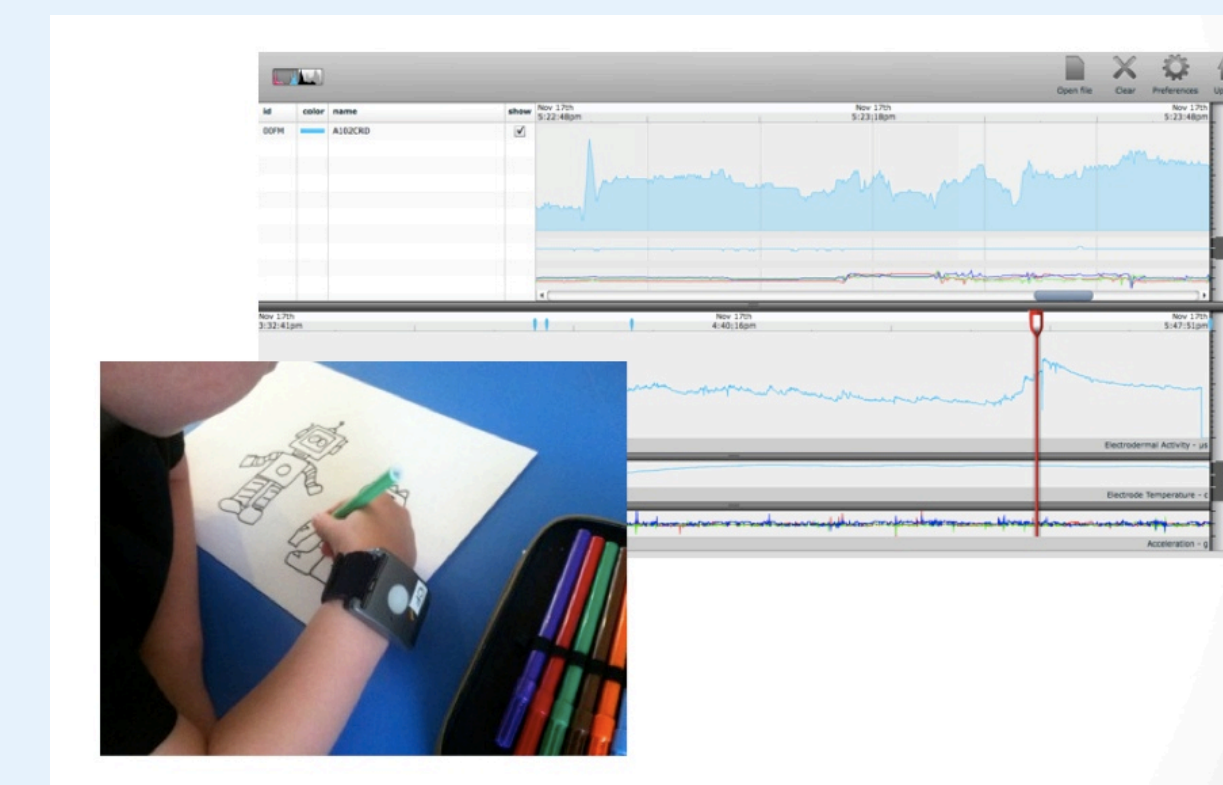 Open file Clear Preferences
id color name show
Nov 17th Nov 17th Nov 17th
5:22:48pm 5:23:18pm 5:23:48pm
00FM A102CRD
Nov 17th Nov 17th Nov 17th
3:32:41pm 4:40:16pm 5:47:51pm
Electrodermal Activity - µs
Electrode Temperature - c
Acceleration - g